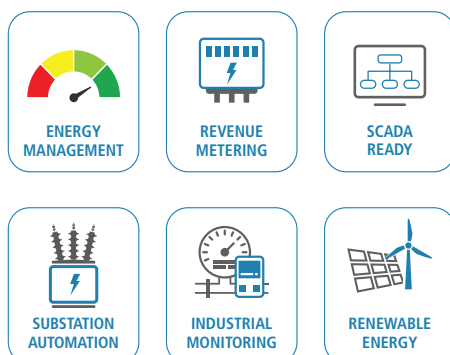 ENERGY
MANAGEMENT
REVENUE
METERING
SCADA
READY
SUBSTATION
AUTOMATION
INDUSTRIAL
MONITORING
RENEWABLE
ENERGY